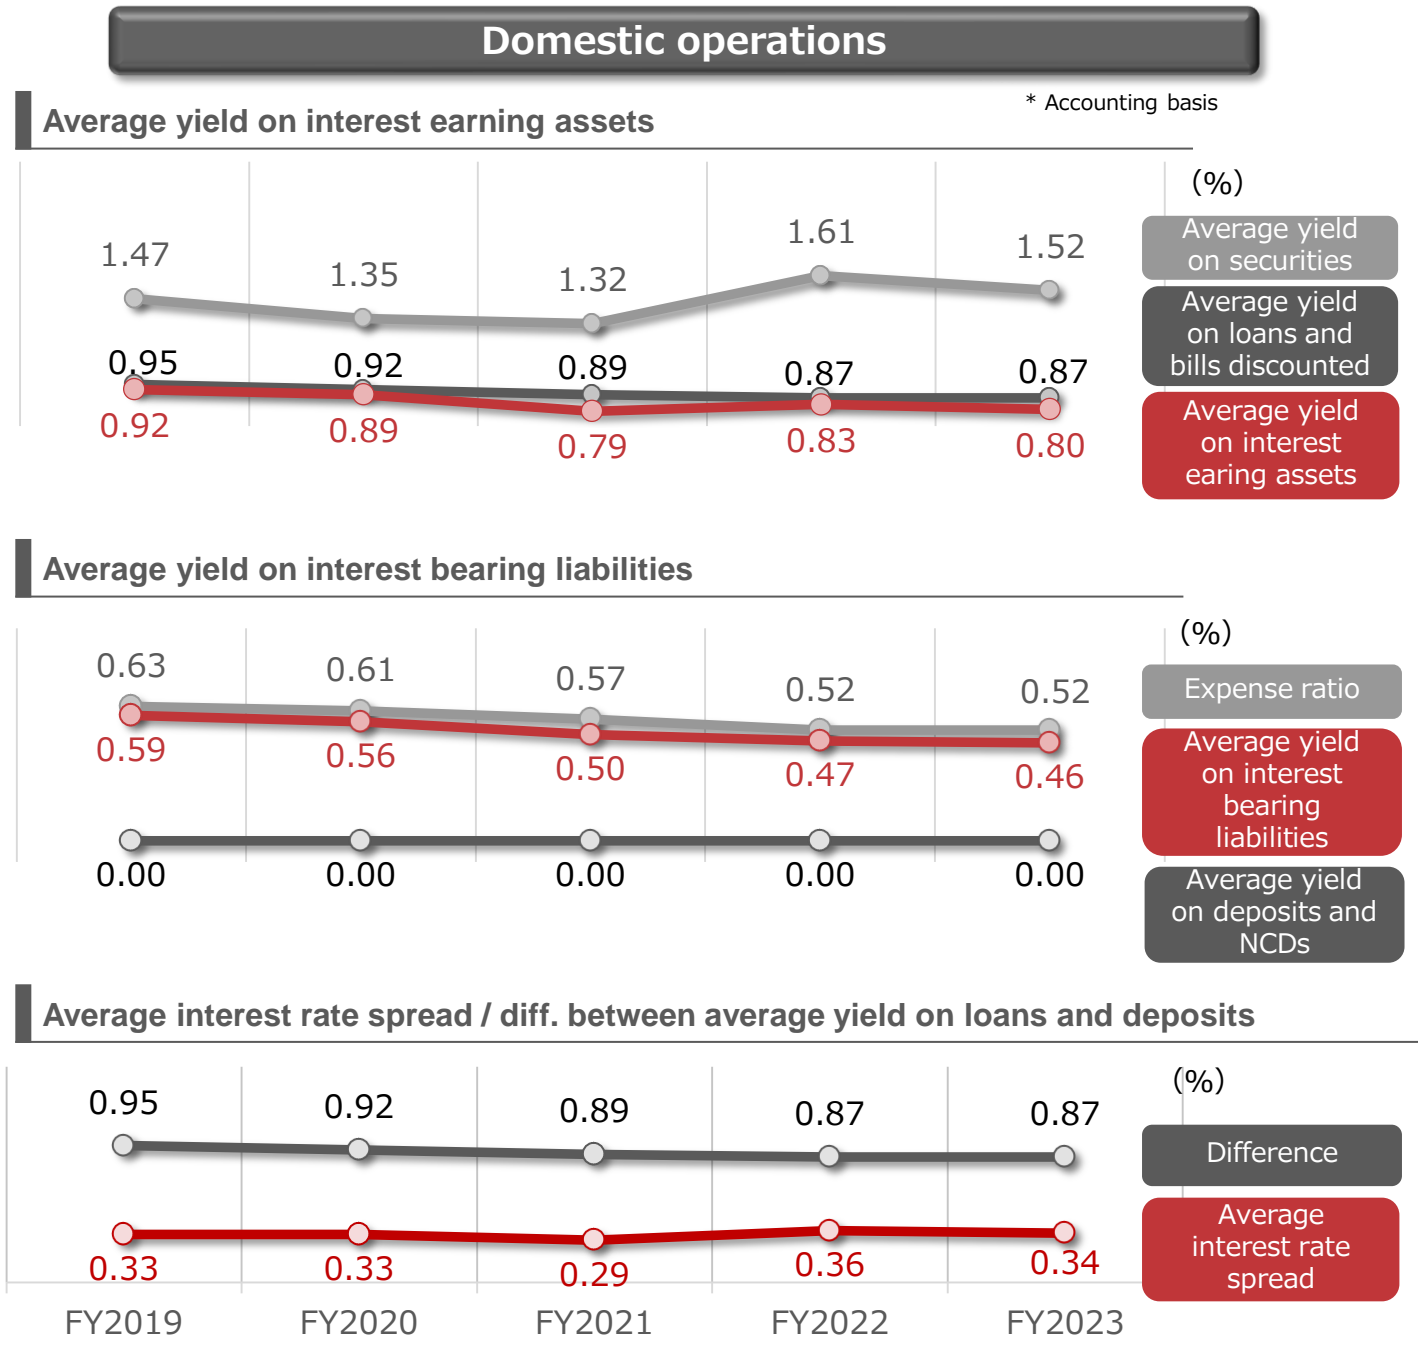 Domestic operations
Average yield on interest earning assets
* Accounting basis
(%)
1.47
1.35
1.32
1.61
1.52
0.95
0.92
0.89
0.87
0.87
0.92
0.89
0.79
0.83
0.80
Average yield
on securities
Average yield
on loans and
bills discounted
Average yield
on interest
earing assets
Average yield on interest bearing liabilities
(%)
0.63
0.61
0.57
0.52
0.52
0.59
0.56
0.50
0.47
0.46
0.00
0.00
0.00
0.00
0.00
Expense ratio
Average yield
on interest
bearing
liabilities
Average yield
on deposits and
NCDs
Average interest rate spread / diff. between average yield on loans and deposits
(%)
0.95
0.92
0.89
0.87
0.87
0.33
0.33
0.29
0.36
0.34
Difference
Average
interest rate
spread
FY2019
FY2020
FY2021
FY2022
FY2023